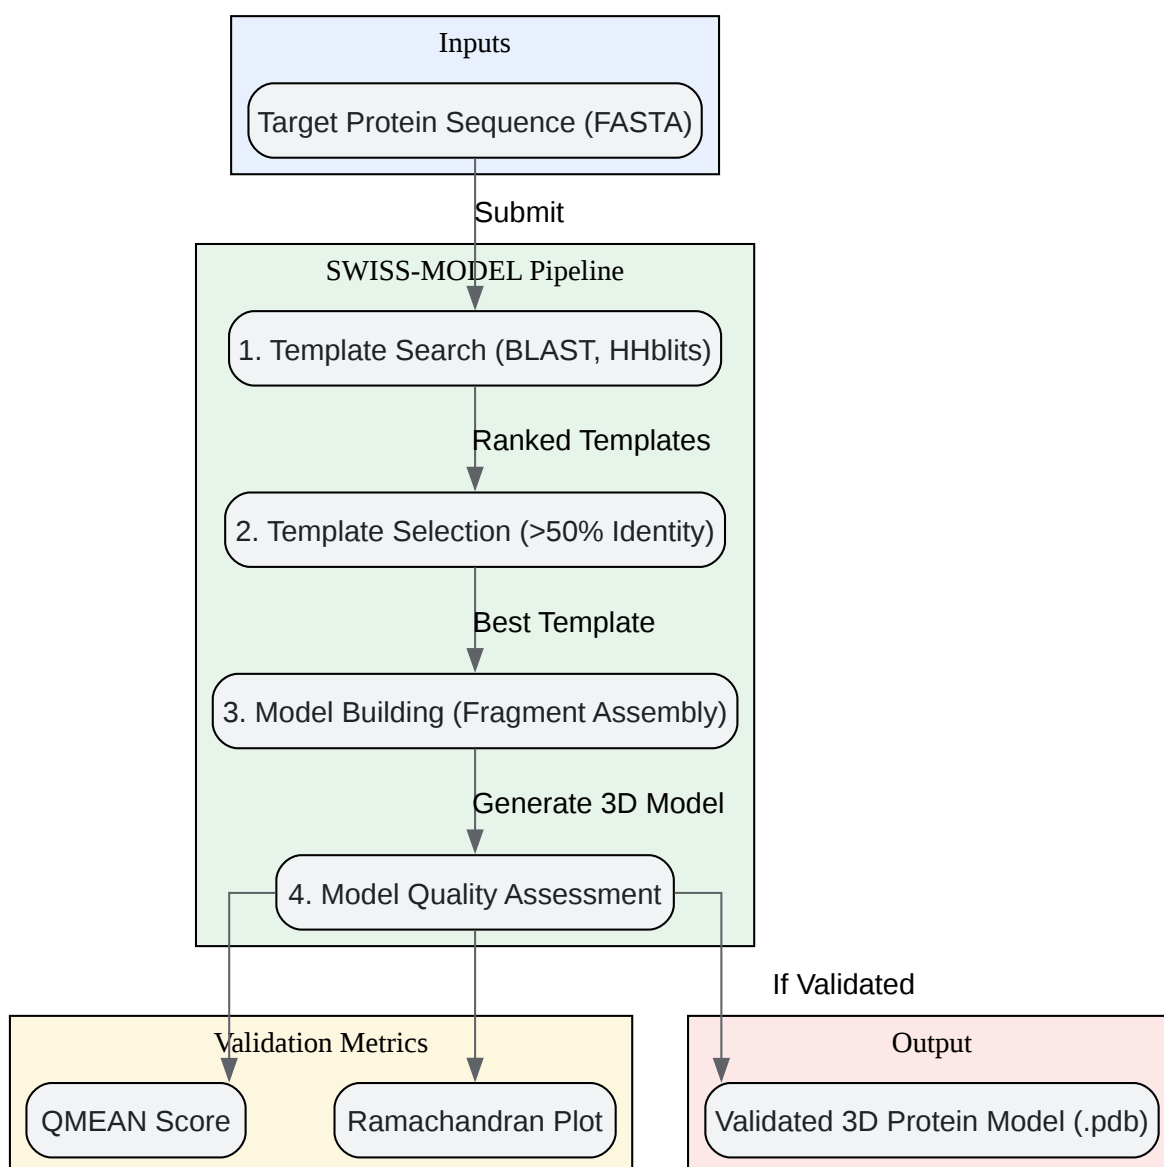 Inputs
Target Protein Sequence (FASTA)
Submit
SWISS-MODEL Pipeline
1. Template Search (BLAST, HHblits)
Ranked Templates
2. Template Selection (>50% Identity)
Best Template
3. Model Building (Fragment Assembly)
Generate 3D Model
4. Model Quality Assessment
If Validated
Validation Metrics
QMEAN Score
Ramachandran Plot
Output
Validated 3D Protein Model (.pdb)